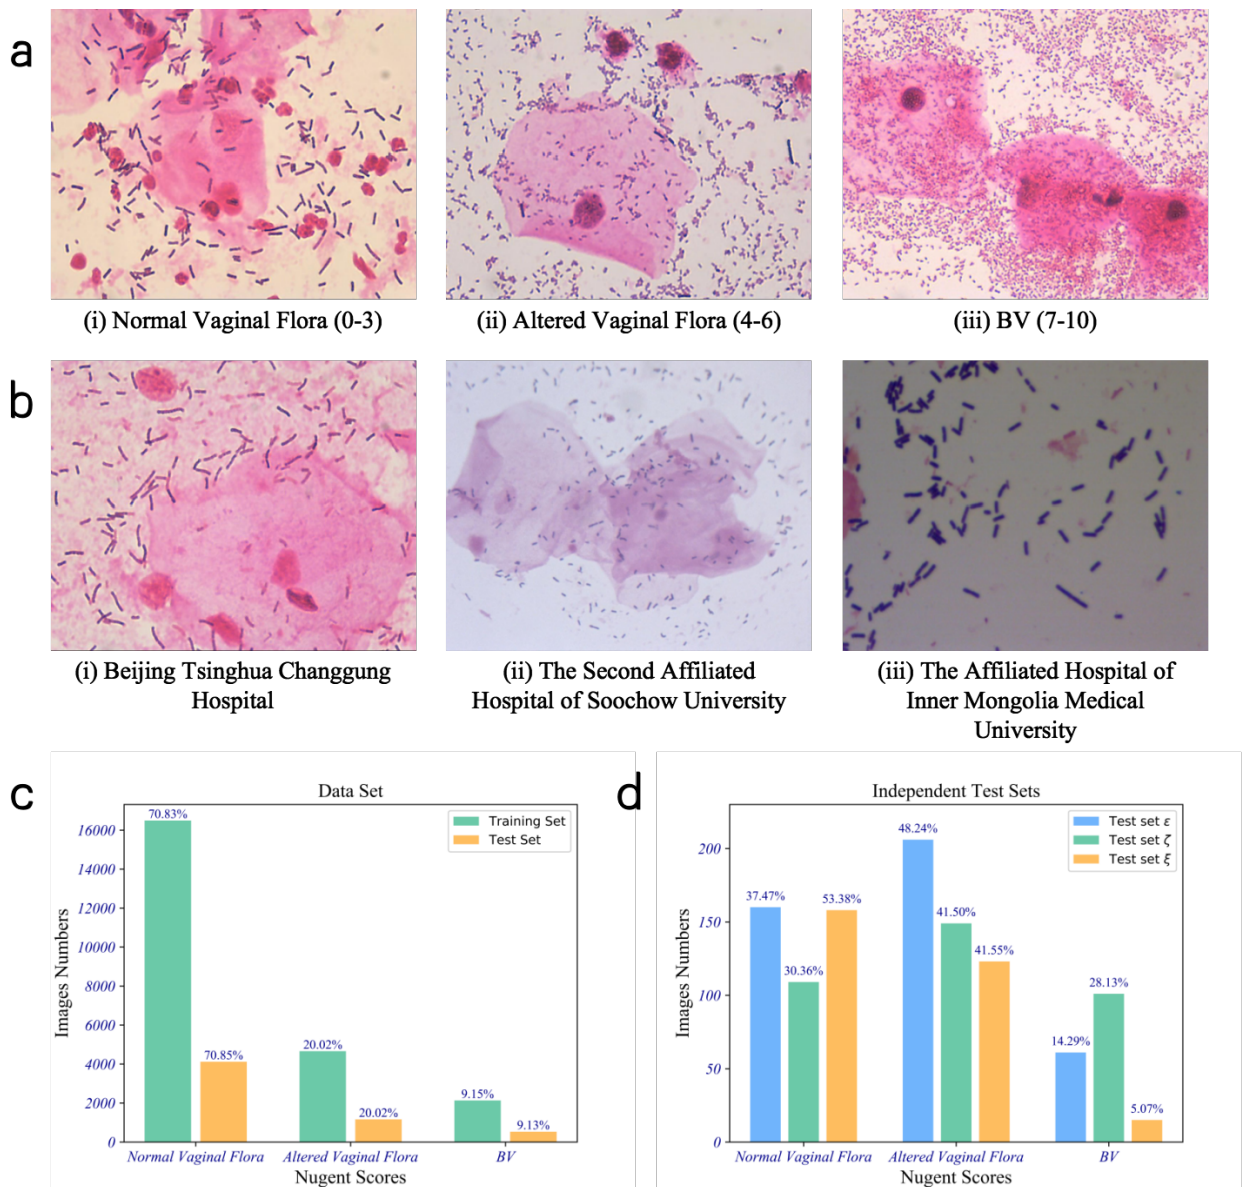 a
(i) Normal Vaginal Flora (0-3)
(ii) Altered Vaginal Flora (4-6)
(iii) BV (7-10)
b
(i) Beijing Tsinghua Changgung
Hospital
(ii) The Second Affiliated
Hospital of Soochow University
(iii) The Affiliated Hospital of
Inner Mongolia Medical
University
c
Data Set
Training Set
Test Set
Images Numbers
16000
14000
12000
10000
8000
6000
4000
2000
0
70.83%
70.85%
20.02%
20.02%
9.15%
9.13%
Normal Vaginal Flora
Altered Vaginal Flora
BV
Nugent Scores
d
Independent Test Sets
Test set ε
Test set ζ
Test set ξ
Images Numbers
200
150
100
50
0
37.47%
30.36%
53.38%
48.24%
41.50%
41.55%
14.29%
28.13%
5.07%
Normal Vaginal Flora
Altered Vaginal Flora
BV
Nugent Scores